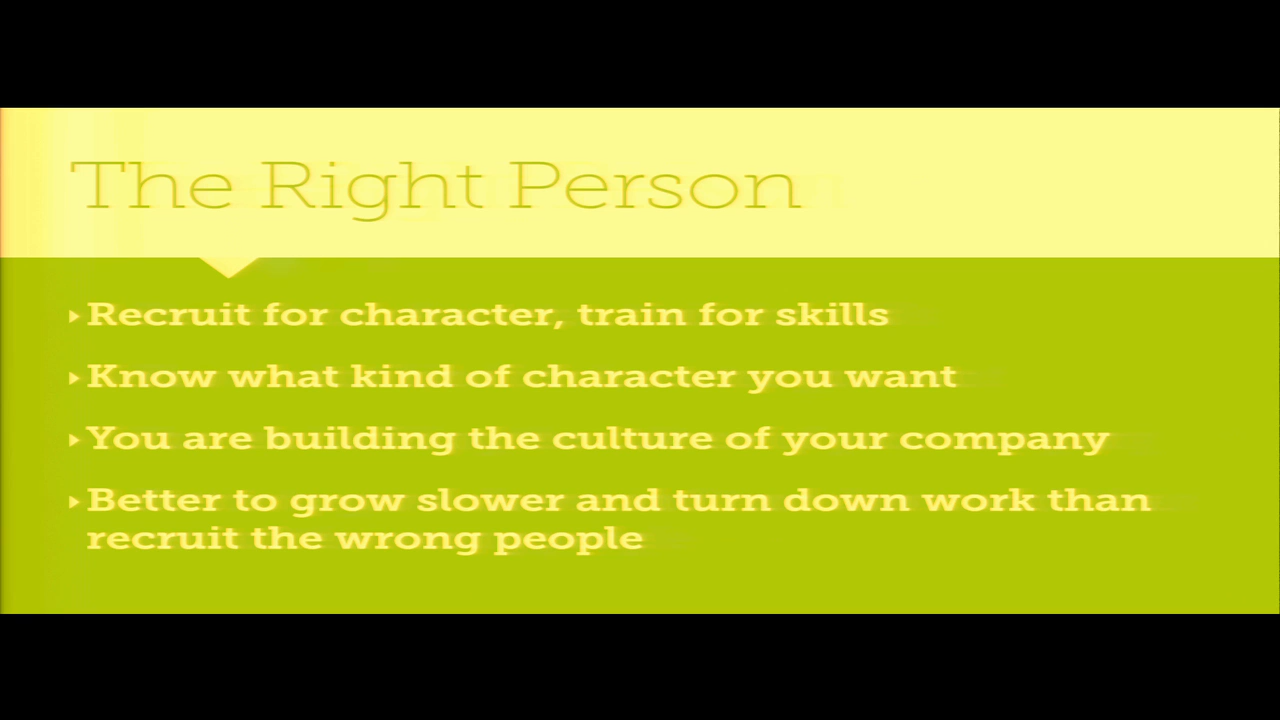 The Right Person
Recruit for character, train for skills
Know what kind of character you want
You are building the culture of your company
Better to grow slower and turn down work than
recruit the wrong people